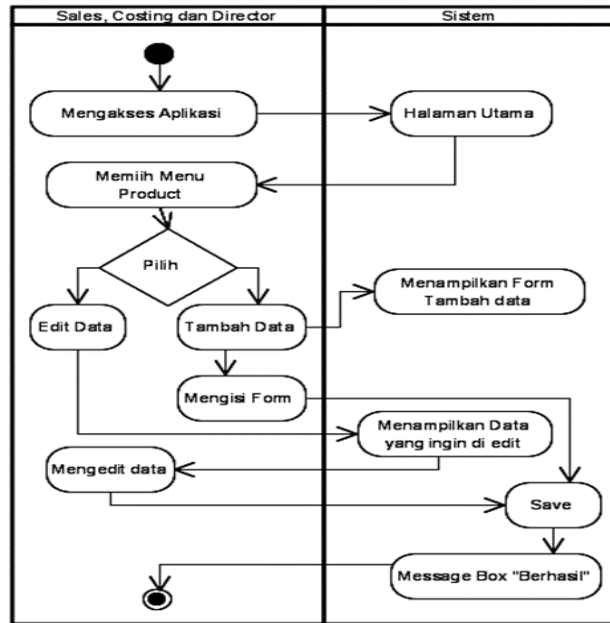 Sales, Costing dan Director
Sistem
Mengakses Aplikasi
Halaman Utama
Memiih Menu
Product
Pilih
Menampilkan Form
Tambah data
Edit Data
Tambah Data
Mengisi Form
Menampilkan Data
yang ingin di edit
Mengedit data
Save
Message Box "Berhasil"